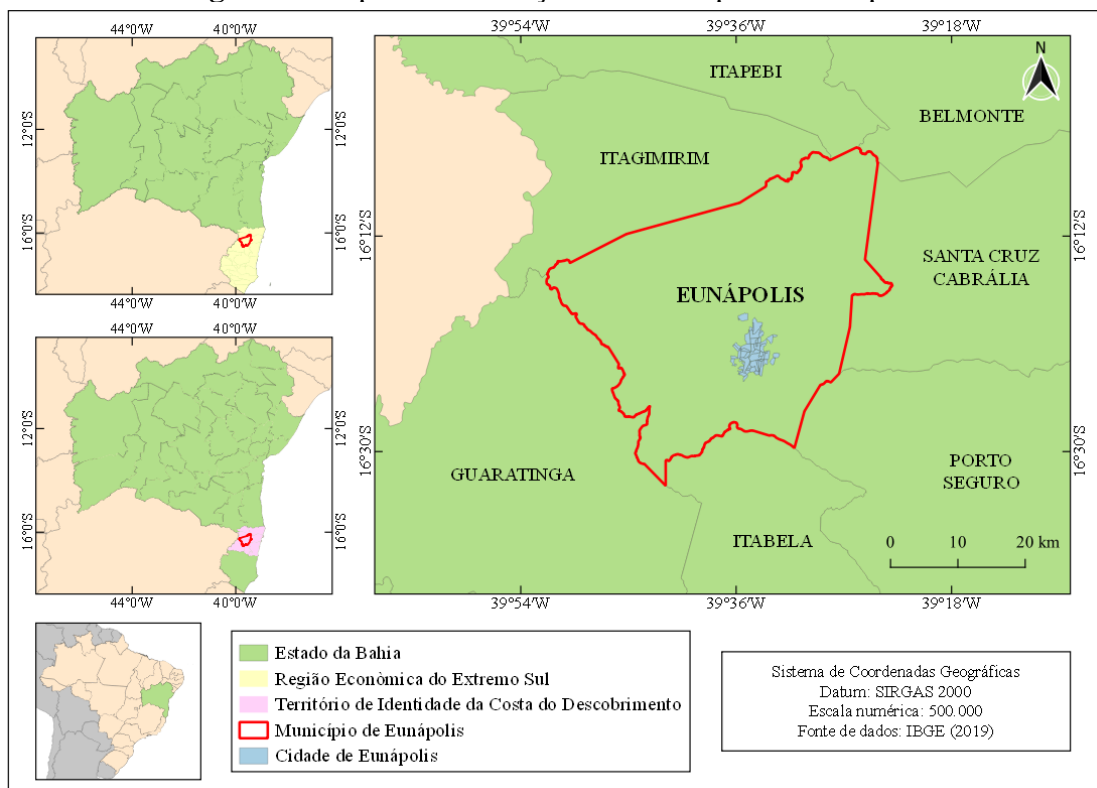 44°0'W 40°0'W
12°0'S 12°0'S
16°0'S 16°0'S
44°0'W 40°0'W
12°0'S 12°0'S
16°0'S 16°0'S
44°0'W 40°0'W
39°54'W 39°36'W 39°18'W
N
ITAPEBI
BELMONTE
ITAGIMIRIM
16°12'S 16°12'S
SANTA CRUZ
CABRÁLIA
EUNÁPOLIS
16°30'S 16°30'S
GUARATINGA
PORTO
SEGURO
ITABELA
0 10 20 km
39°54'W 39°36'W 39°18'W
Estado da Bahia
Região Econômica do Extremo Sul
Território de Identidade da Costa do Descobrimento
Município de Eunápolis
Cidade de Eunápolis
Sistema de Coordenadas Geográficas
Datum: SIRGAS 2000
Escala numérica: 500.000
Fonte de dados: IBGE (2019)